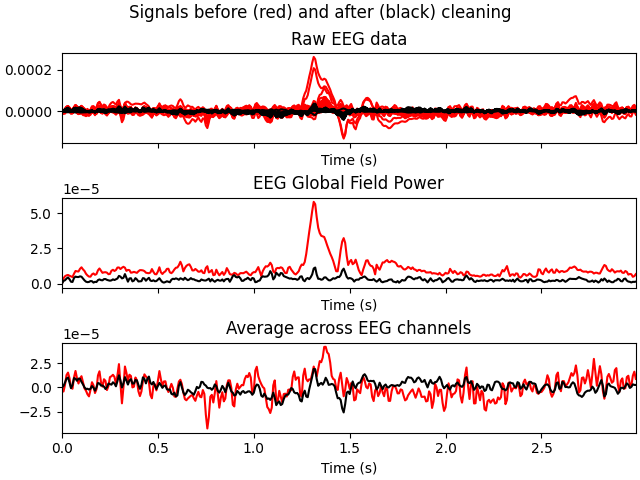 Signals before (red) and after (black) cleaning
Raw EEG data
0.0002
0.0000
Time (s)
EEG Global Field Power
1e−5
5.0
2.5
0.0
Time (s)
Average across EEG channels
1e−5
2.5
0.0
−2.5
0.0 0.5 1.0 1.5 2.0 2.5
Time (s)